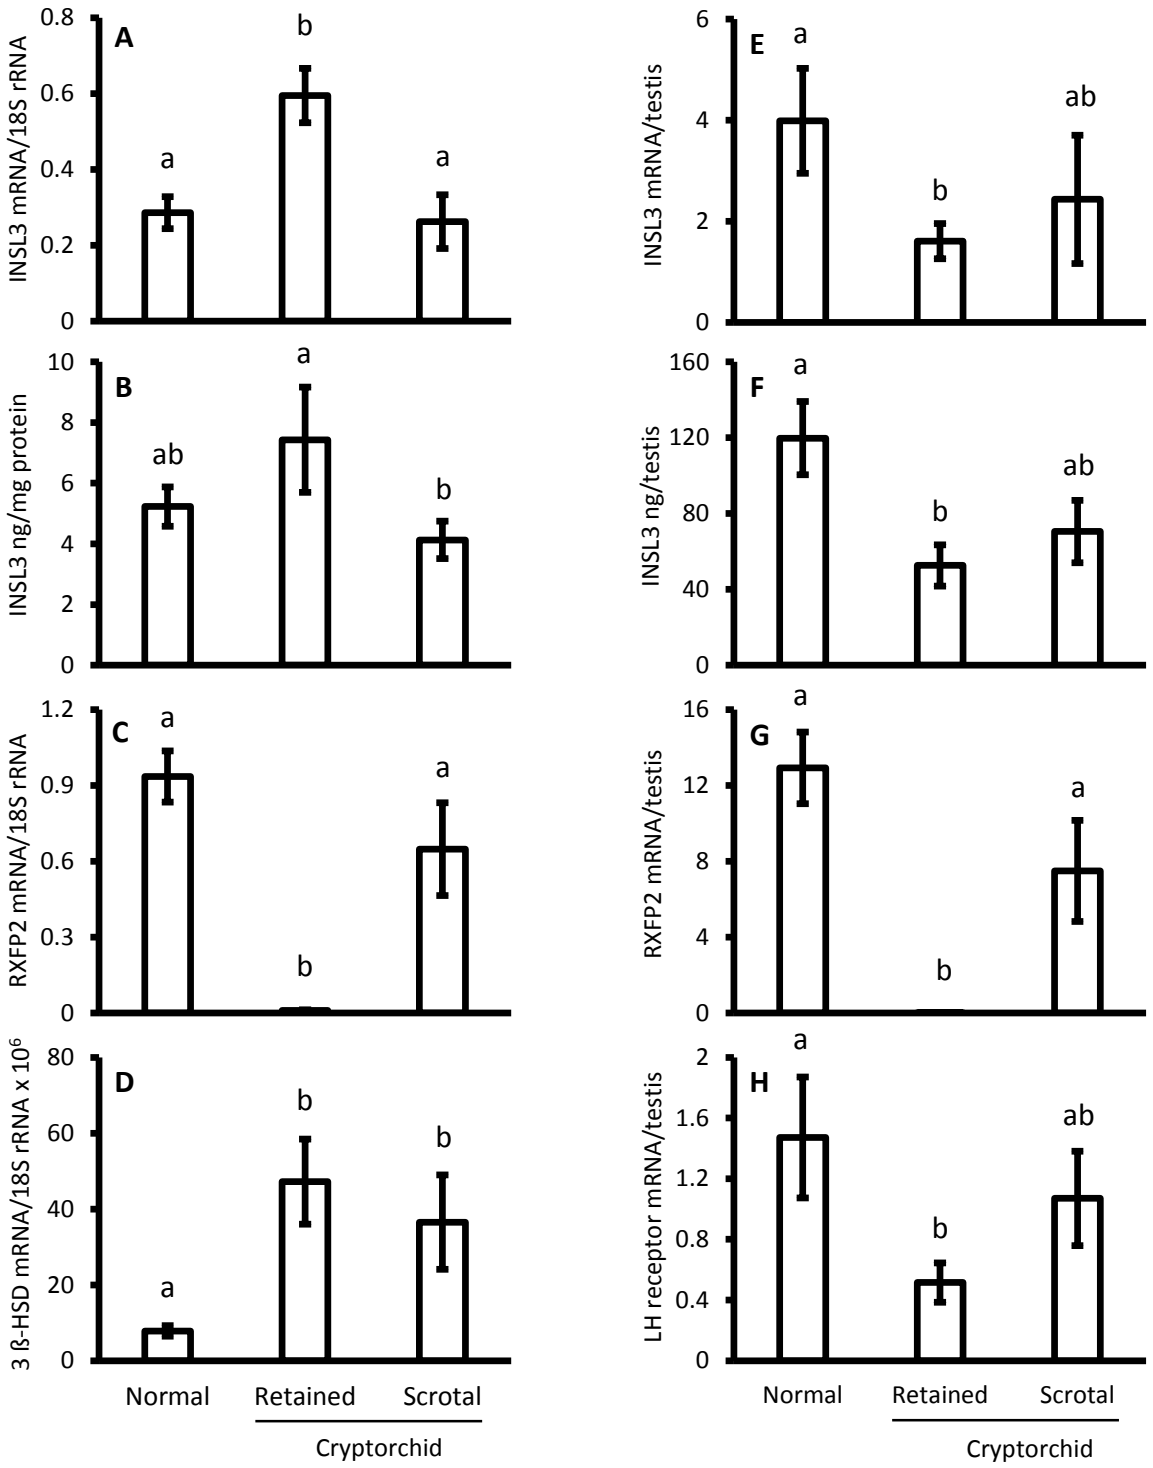 A
INSL3 mRNA/18S rRNA
0.8
0.6
0.4
0.2
0
a
b
a
E
INSL3 mRNA/testis
6
4
2
0
a
b
ab
B
INSL3 ng/mg protein
10
8
6
4
2
0
ab
a
b
F
INSL3 ng/testis
160
120
80
40
0
a
b
ab
C
RXFP2 mRNA/18S rRNA
1.2
0.9
0.6
0.3
0
a
b
a
G
RXFP2 mRNA/testis
16
12
8
4
0
a
b
a
D
3 ß-HSD mRNA/18S rRNA x 10⁶
80
60
40
20
0
a
b
b
Normal Retained Scrotal
Cryptorchid
H
LH receptor mRNA/testis
2
1.6
1.2
0.8
0.4
0
a
b
ab
Normal Retained Scrotal
Cryptorchid